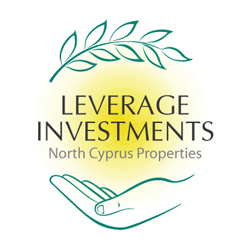 LEVERAGE
INVESTMENTS
North Cyprus Properties